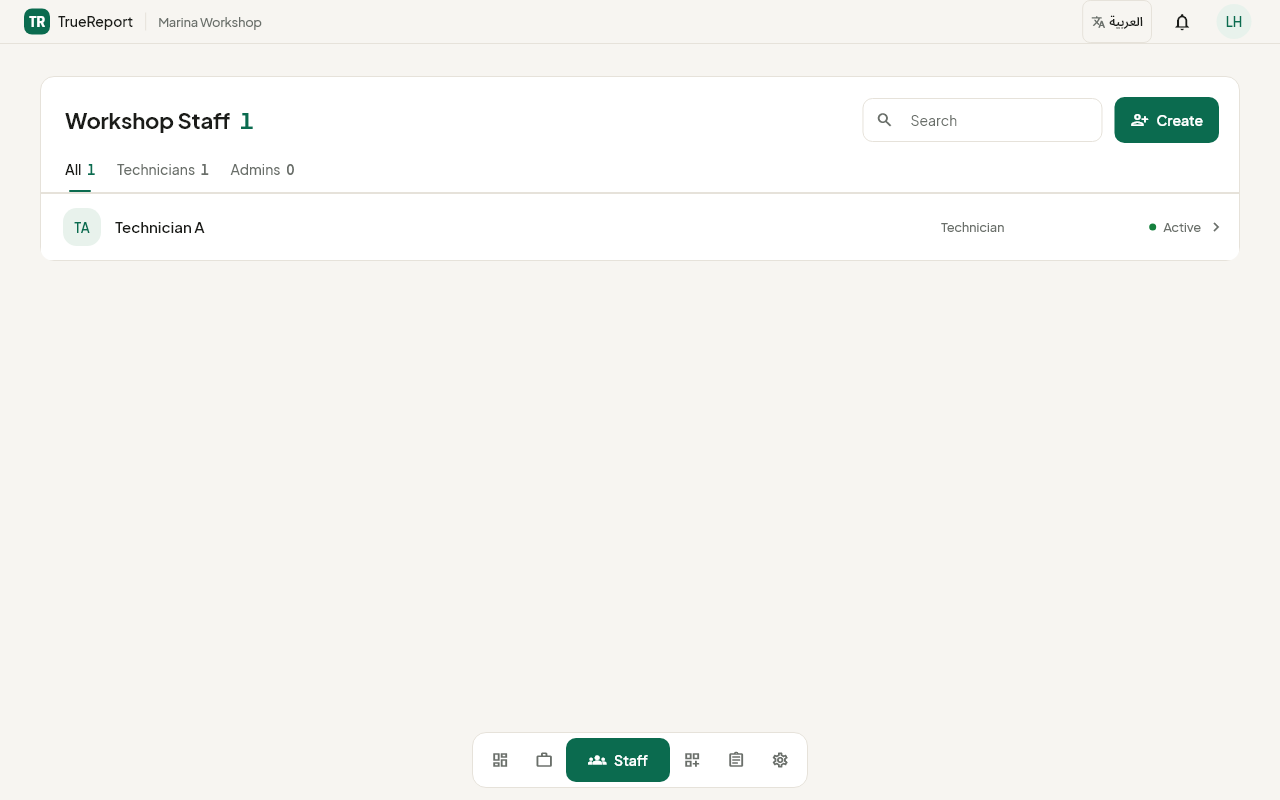 TR TrueReport Marina Workshop العربية LH
Workshop Staff 1 Search Create
All 1 Technicians 1 Admins 0
TA Technician A Technician Active
Staff